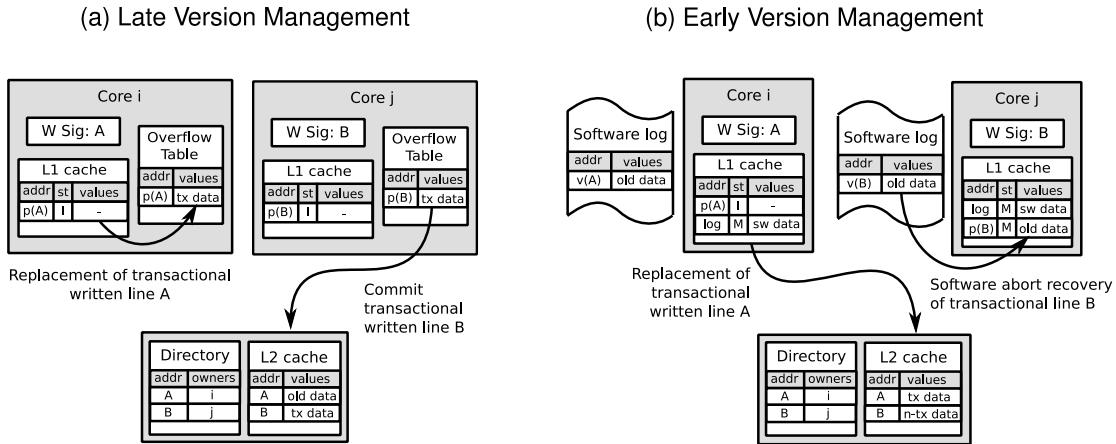 (a) Late Version Management
Core i
W Sig: A
Overflow
Table
addr values
p(A) tx data
L1 cache
addr st values
p(A) I -
Replacement of transactional
written line A
Core j
W Sig: B
Overflow
Table
addr values
p(B) tx data
L1 cache
addr st values
p(B) I -
Commit
transactional
written line B
Directory
addr owners
A i
B j
L2 cache
addr values
A old data
B tx data
(b) Early Version Management
Software log
addr values
v(A) old data
Core i
W Sig: A
L1 cache
addr st values
p(A) I -
log M sw data
Replacement of
transactional
written line A
Software log
addr values
v(B) old data
Core j
W Sig: B
L1 cache
addr st values
log M sw data
p(B) M old data
Software abort recovery
of transactional line B
Directory
addr owners
A i
B j
L2 cache
addr values
A tx data
B n-tx data